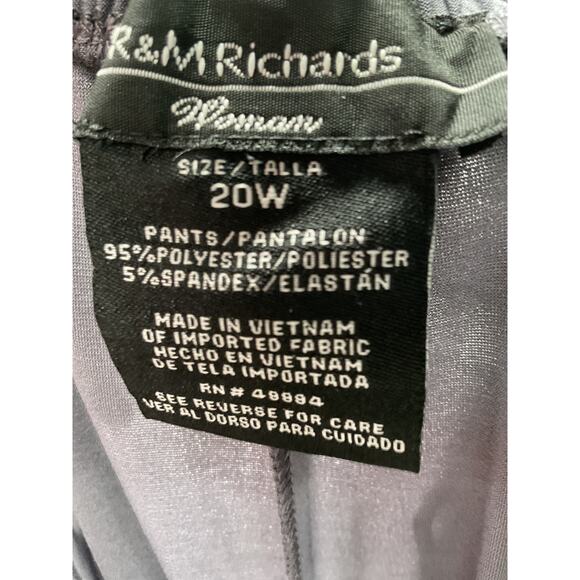 R&M Richards
Woman
SIZE/TALLA
20W
PANTS/PANTALON
95%POLYESTER/POLIESTER
5%SPANDEX/ELASTÁN
MADE IN VIETNAM
OF IMPORTED FABRIC
HECHO EN VIETNAM
DE TELA IMPORTADA
RN# 49994
SEE REVERSE FOR CARE
VER AL DORSO PARA CUIDADO